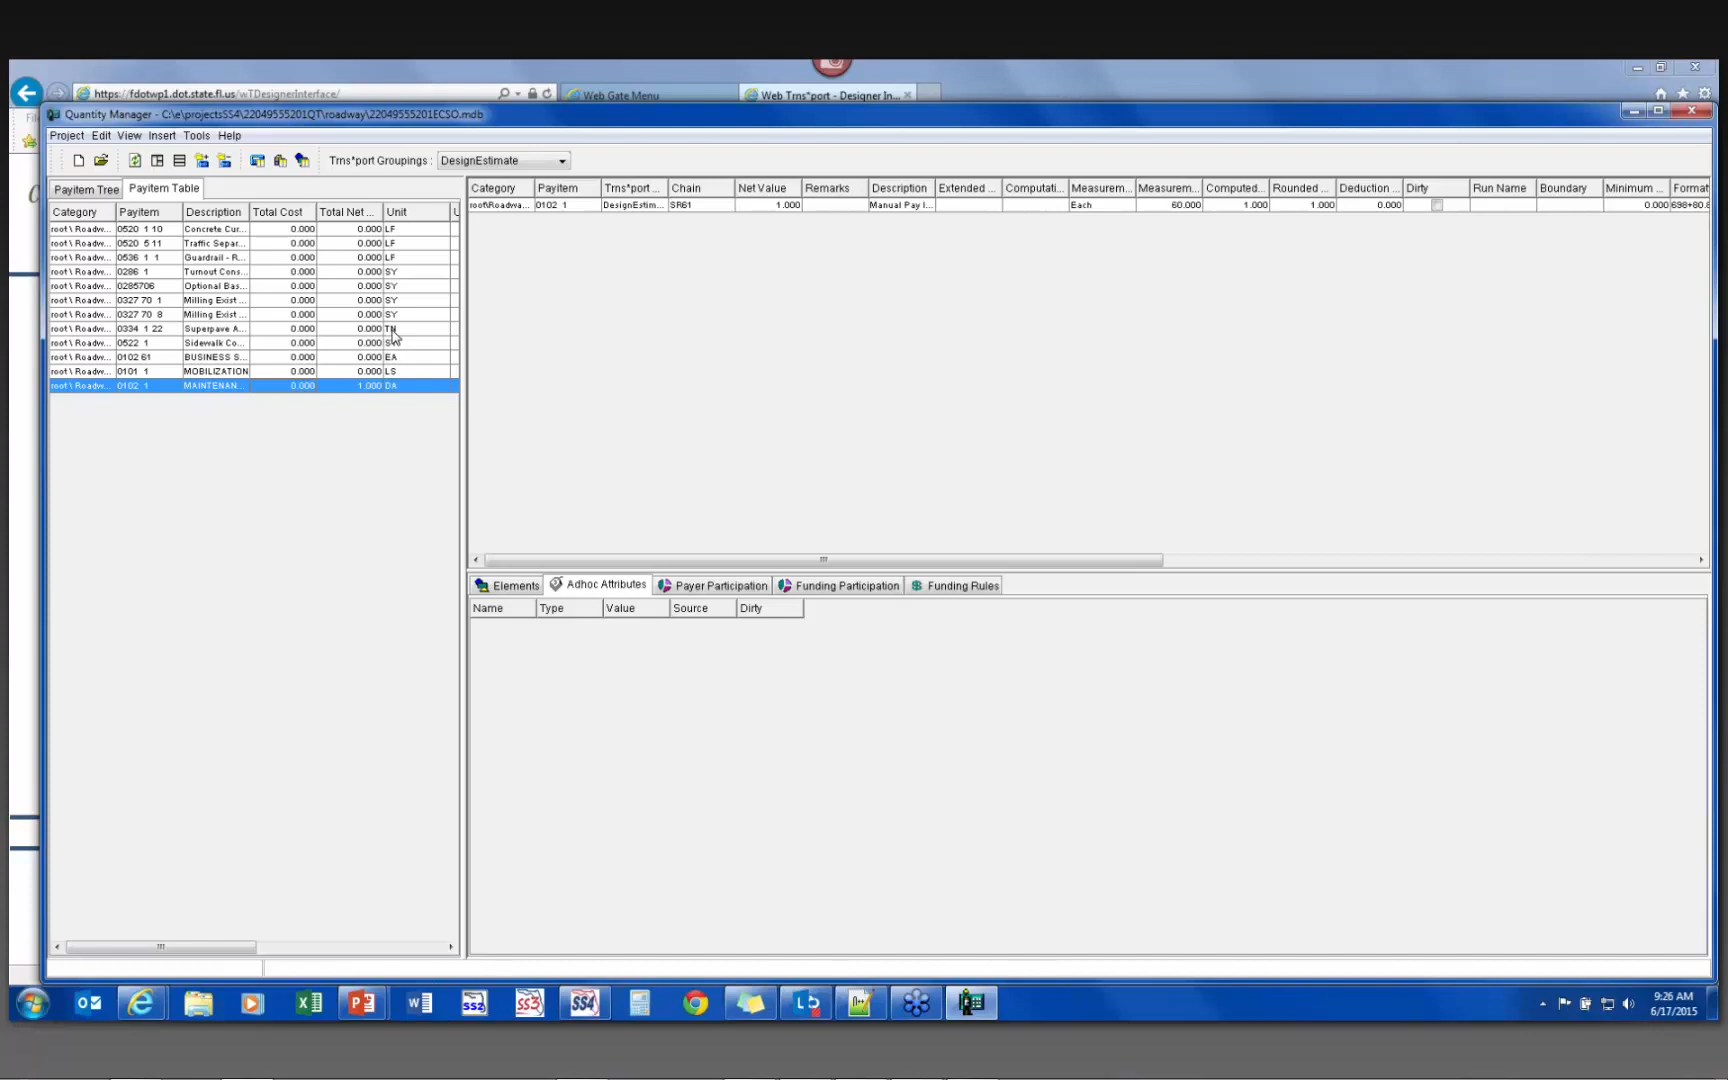 https://fdotwp1.dot.state.fl.us/wTDesignerInterface/
Web Gate Menu
Web Trns*port - Designer In...
Quantity Manager - C:\e\projectsSS4\22049555201QT\roadway\22049555201ECSO.mdb
Project Edit View Insert Tools Help
Trns*port Groupings : DesignEstimate
Payitem Tree Payitem Table
Category Payitem Description Total Cost Total Net ... Unit
root \ Roadw... 0520 1 10 Concrete Cur... 0.000 0.000 LF
root \ Roadw... 0520 5 11 Traffic Separ... 0.000 0.000 LF
root \ Roadw... 0536 1 1 Guardrail - R... 0.000 0.000 LF
root \ Roadw... 0286 1 Turnout Cons... 0.000 0.000 SY
root \ Roadw... 0285706 Optional Bas... 0.000 0.000 SY
root \ Roadw... 0327 70 1 Milling Exist ... 0.000 0.000 SY
root \ Roadw... 0327 70 8 Milling Exist ... 0.000 0.000 SY
root \ Roadw... 0334 1 22 Superpave A... 0.000 0.000 TN
root \ Roadw... 0522 1 Sidewalk Co... 0.000 0.000
root \ Roadw... 0102 61 BUSINESS S... 0.000 0.000 EA
root \ Roadw... 0101 1 MOBILIZATION 0.000 0.000 LS
root \ Roadw... 0102 1 MAINTENAN... 0.000 1.000 DA
Category Payitem Trns*port ... Chain Net Value Remarks Description Extended ... Computati... Measurem... Measurem... Computed... Rounded ... Deduction ... Dirty Run Name Boundary Minimum ... Format
root\Roadwa... 0102 1 DesignEstim... SR61 1.000 Manual Pay I... Each 60.000 1.000 1.000 0.000 0.000 698+80.
Elements Adhoc Attributes Payer Participation Funding Participation Funding Rules
Name Type Value Source Dirty
SS2 SS3 SS4
9:26 AM
6/17/2015